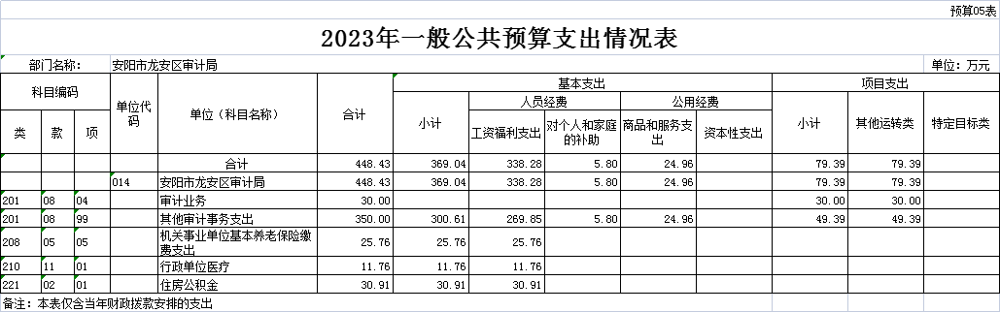 预算05表
2023年一般公共预算支出情况表
部门名称： 安阳市龙安区审计局 单位：万元
科目编码 单位代码 单位（科目名称） 合计 基本支出 项目支出
人员经费 公用经费
类 款 项 小计 工资福利支出 对个人和家庭的补助 商品和服务支出 资本性支出 小计 其他运转类 特定目标类
合计 448.43 369.04 338.28 5.80 24.96 79.39 79.39
014 安阳市龙安区审计局 448.43 369.04 338.28 5.80 24.96 79.39 79.39
201 08 04 审计业务 30.00 30.00 30.00
201 08 99 其他审计事务支出 350.00 300.61 269.85 5.80 24.96 49.39 49.39
208 05 05 机关事业单位基本养老保险缴费支出 25.76 25.76 25.76
210 11 01 行政单位医疗 11.76 11.76 11.76
221 02 01 住房公积金 30.91 30.91 30.91
备注：本表仅含当年财政拨款安排的支出